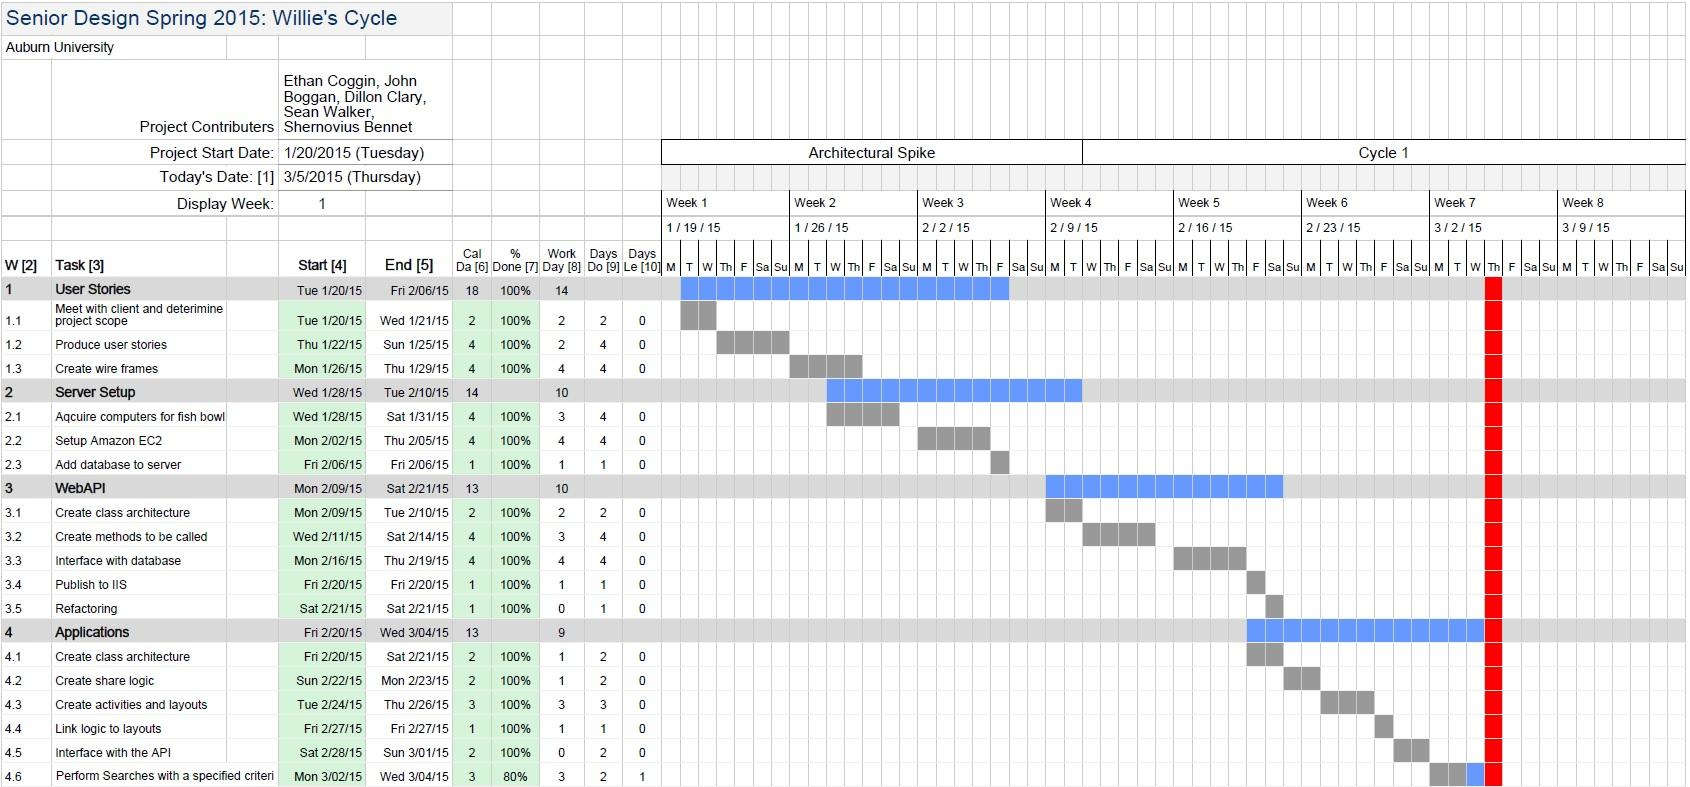 Senior Design Spring 2015: Willie's Cycle
Auburn University
Project Contributers
Ethan Coggin, John
Boggan, Dillon Clary,
Sean Walker,
Shernovius Bennet
Project Start Date: 1/20/2015 (Tuesday)
Architectural Spike Cycle 1
Today's Date: [1] 3/5/2015 (Thursday)
Display Week: 1
Week 1 Week 2 Week 3 Week 4 Week 5 Week 6 Week 7 Week 8
1 / 19 / 15 1 / 26 / 15 2 / 2 / 15 2 / 9 / 15 2 / 16 / 15 2 / 23 / 15 3 / 2 / 15 3 / 9 / 15
W [2] Task [3] Start [4] End [5] Cal Da [6] % Done [7] Work Day [8] Days Do [9] Days Le [10] M T W Th F Sa Su M T W Th F Sa Su M T W Th F Sa Su M T W Th F Sa Su M T W Th F Sa Su M T W Th F Sa Su M T W Th F Sa Su M T W Th F Sa Su
1 User Stories Tue 1/20/15 Fri 2/06/15 18 100% 14
1.1 Meet with client and deterimine project scope Tue 1/20/15 Wed 1/21/15 2 100% 2 2 0
1.2 Produce user stories Thu 1/22/15 Sun 1/25/15 4 100% 2 4 0
1.3 Create wire frames Mon 1/26/15 Thu 1/29/15 4 100% 4 4 0
2 Server Setup Wed 1/28/15 Tue 2/10/15 14 10
2.1 Aqcuire computers for fish bowl Wed 1/28/15 Sat 1/31/15 4 100% 3 4 0
2.2 Setup Amazon EC2 Mon 2/02/15 Thu 2/05/15 4 100% 4 4 0
2.3 Add database to server Fri 2/06/15 Fri 2/06/15 1 100% 1 1 0
3 WebAPI Mon 2/09/15 Sat 2/21/15 13 10
3.1 Create class architecture Mon 2/09/15 Tue 2/10/15 2 100% 2 2 0
3.2 Create methods to be called Wed 2/11/15 Sat 2/14/15 4 100% 3 4 0
3.3 Interface with database Mon 2/16/15 Thu 2/19/15 4 100% 4 4 0
3.4 Publish to IIS Fri 2/20/15 Fri 2/20/15 1 100% 1 1 0
3.5 Refactoring Sat 2/21/15 Sat 2/21/15 1 100% 0 1 0
4 Applications Fri 2/20/15 Wed 3/04/15 13 9
4.1 Create class architecture Fri 2/20/15 Sat 2/21/15 2 100% 1 2 0
4.2 Create share logic Sun 2/22/15 Mon 2/23/15 2 100% 1 2 0
4.3 Create activities and layouts Tue 2/24/15 Thu 2/26/15 3 100% 3 3 0
4.4 Link logic to layouts Fri 2/27/15 Fri 2/27/15 1 100% 1 1 0
4.5 Interface with the API Sat 2/28/15 Sun 3/01/15 2 100% 0 2 0
4.6 Perform Searches with a specified criteri Mon 3/02/15 Wed 3/04/15 3 80% 3 2 1